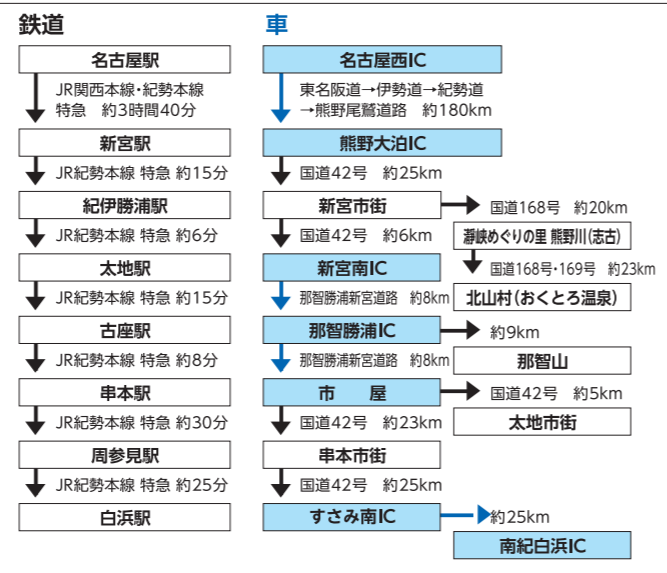 鉄道
名古屋駅
JR関西本線・紀勢本線
特急　約3時間40分
新宮駅
JR紀勢本線 特急 約15分
紀伊勝浦駅
JR紀勢本線 特急 約6分
太地駅
JR紀勢本線 特急 約15分
古座駅
JR紀勢本線 特急 約8分
串本駅
JR紀勢本線 特急 約30分
周参見駅
JR紀勢本線 特急 約25分
白浜駅
車
名古屋西IC
東名阪道→伊勢道→紀勢道
→熊野尾鷲道路　約180km
熊野大泊IC
国道42号　約25km
新宮市街
国道168号　約20km
瀞峡めぐりの里 熊野川（志古）
国道168号・169号　約23km
北山村（おくとろ温泉）
国道42号　約6km
新宮南IC
那智勝浦新宮道路　約8km
那智勝浦IC
約9km
那智山
那智勝浦新宮道路　約8km
市　屋
国道42号　約5km
太地市街
国道42号　約23km
串本市街
国道42号　約25km
すさみ南IC
約25km
南紀白浜IC